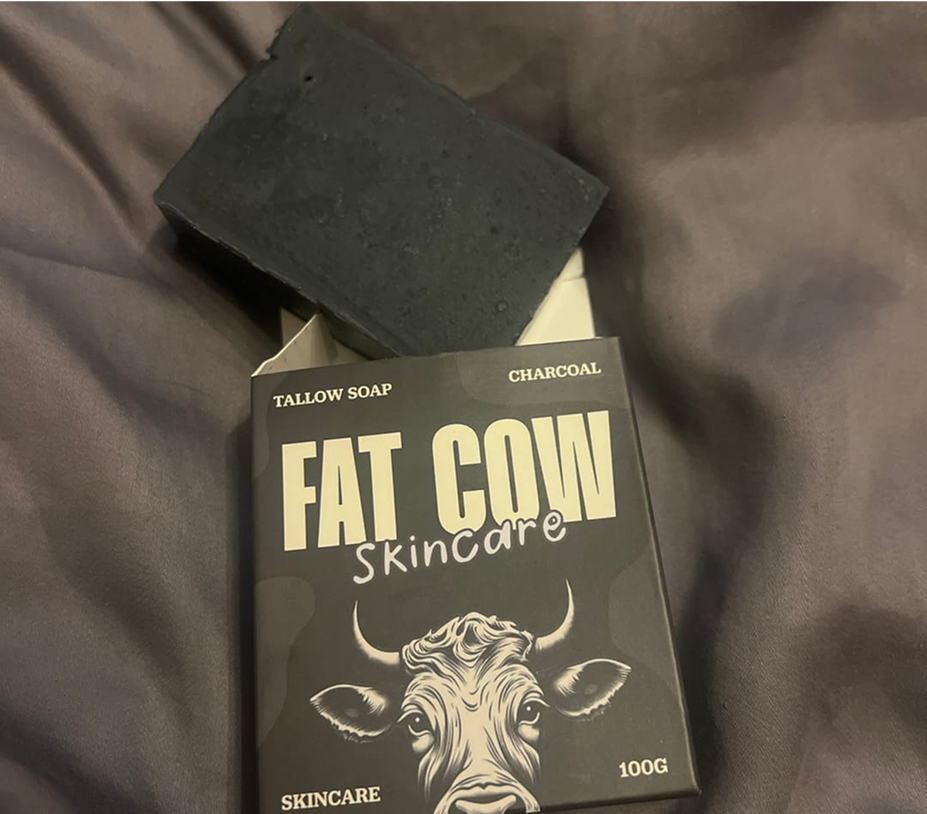 TALLOW SOAP
CHARCOAL
FAT COW
skincare
SKINCARE
100G